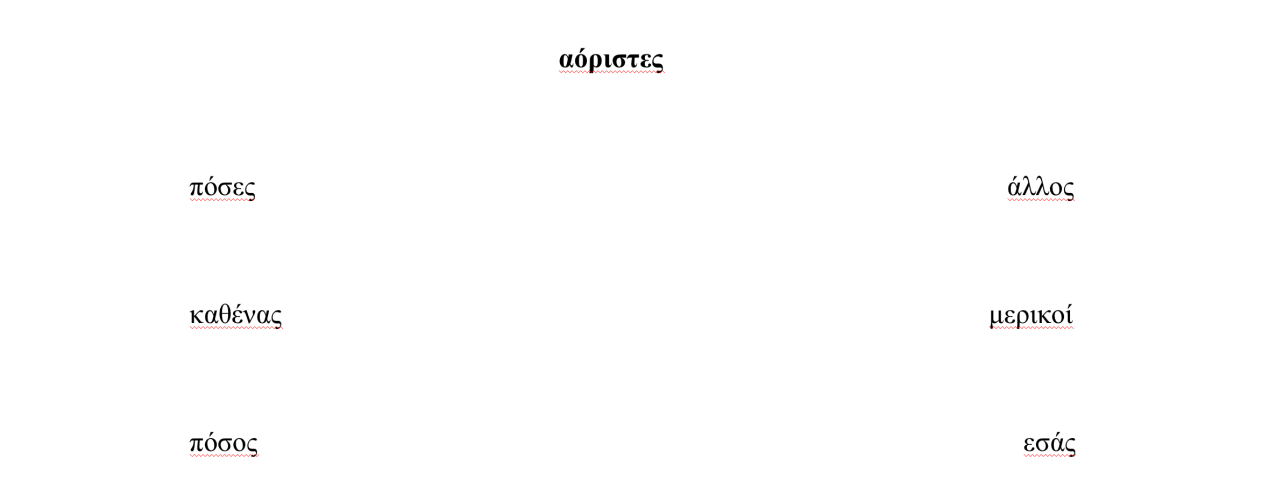 αόριστες
πόσες άλλος
καθένας μερικοί
πόσος εσάς